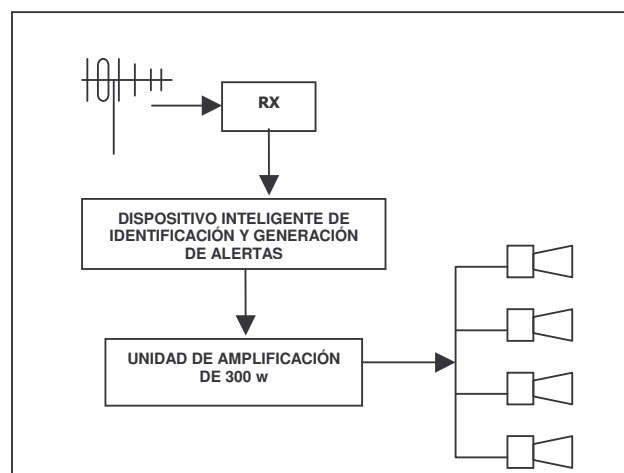 RX
DISPOSITIVO INTELIGENTE DE
IDENTIFICACIÓN Y GENERACIÓN
DE ALERTAS
UNIDAD DE AMPLIFICACIÓN
DE 300 w